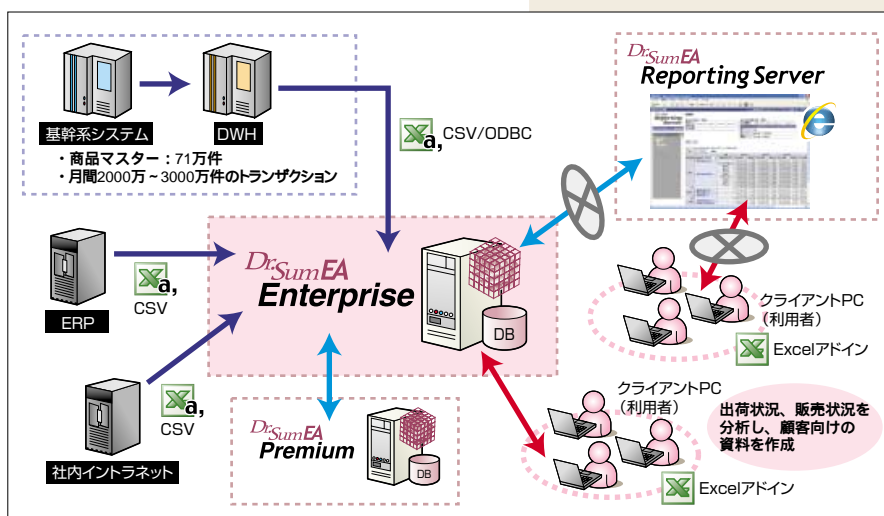 基幹系システム
DWH
・商品マスター：71万件
・月間2000万～3000万件のトランザクション
a,
CSV/ODBC
Dr.SumEA
Reporting Server
ERP
a,
CSV
Dr.SumEA
Enterprise
DB
クライアントPC
（利用者）
Excelアドイン
社内イントラネット
a,
CSV
Dr.SumEA
Premium
DB
クライアントPC
（利用者）
Excelアドイン
出荷状況、販売状況を
分析し、顧客向けの
資料を作成